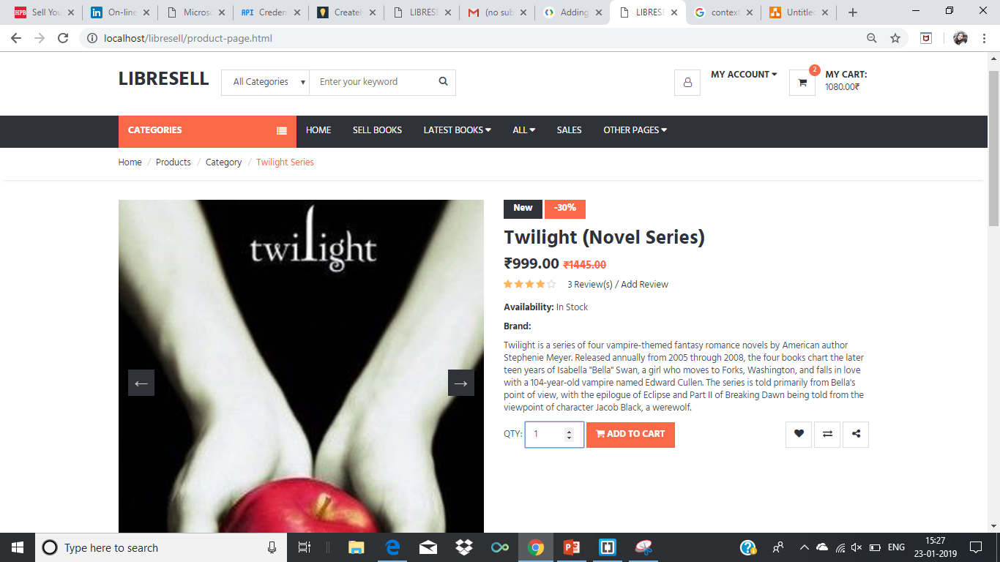 Sell You
On-line
Microso
API Creden
Createl
LIBRESE
(no sub
Adding
LIBRESE
context
Untitled
localhost/libresell/product-page.html
LIBRESELL
All Categories
Enter your keyword
MY ACCOUNT
2
MY CART:
1080.00₹
CATEGORIES
HOME
SELL BOOKS
LATEST BOOKS
ALL
SALES
OTHER PAGES
Home / Products / Category / Twilight Series
twilight
New
-30%
Twilight (Novel Series)
₹999.00 ₹1445.00
3 Review(s) / Add Review
Availability: In Stock
Brand:
Twilight is a series of four vampire-themed fantasy romance novels by American author
Stephenie Meyer. Released annually from 2005 through 2008, the four books chart the later
teen years of Isabella "Bella" Swan, a girl who moves to Forks, Washington, and falls in love
with a 104-year-old vampire named Edward Cullen. The series is told primarily from Bella's
point of view, with the epilogue of Eclipse and Part II of Breaking Dawn being told from the
viewpoint of character Jacob Black, a werewolf.
QTY: 1
ADD TO CART
Type here to search
ENG
15:27
23-01-2019